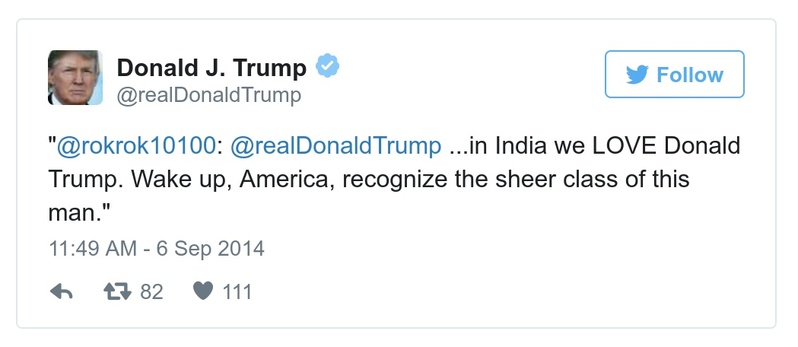 Donald J. Trump
@realDonaldTrump
Follow
"@rokrok10100: @realDonaldTrump ...in India we LOVE Donald
Trump. Wake up, America, recognize the sheer class of this
man."
11:49 AM - 6 Sep 2014
82 111